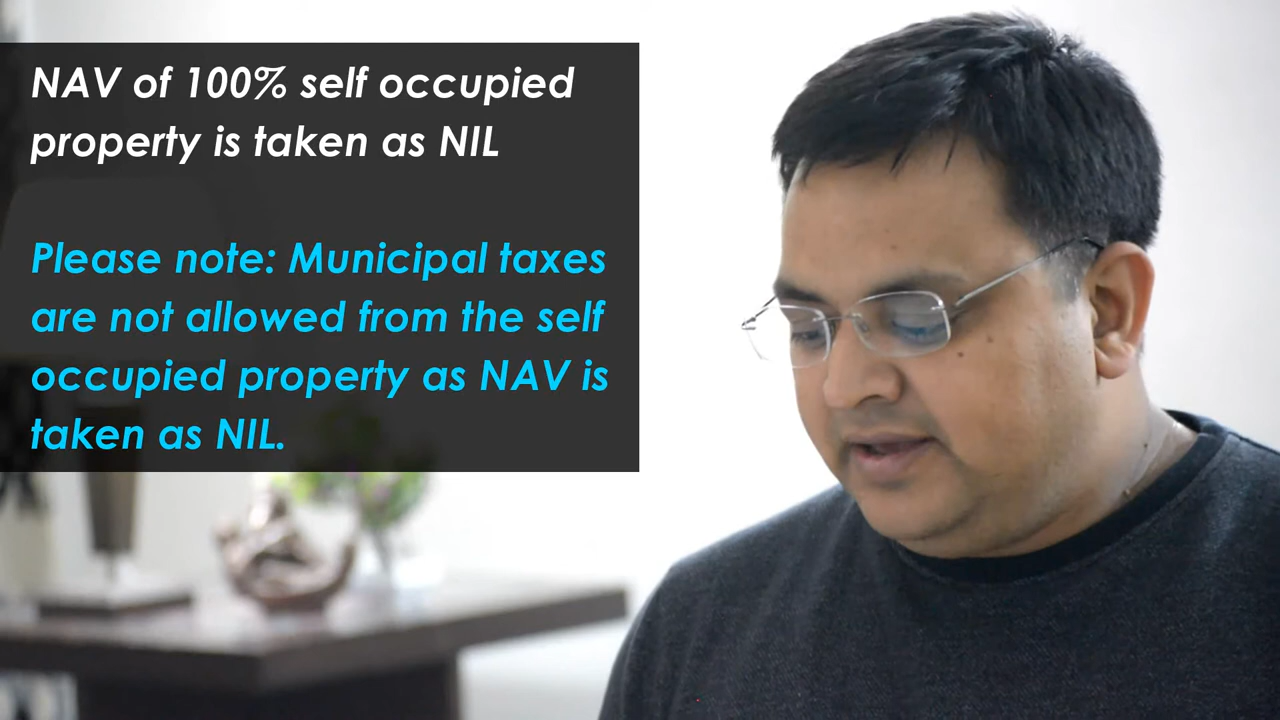 NAV of 100% self occupied
property is taken as NIL
Please note: Municipal taxes
are not allowed from the self
occupied property as NAV is
taken as NIL.